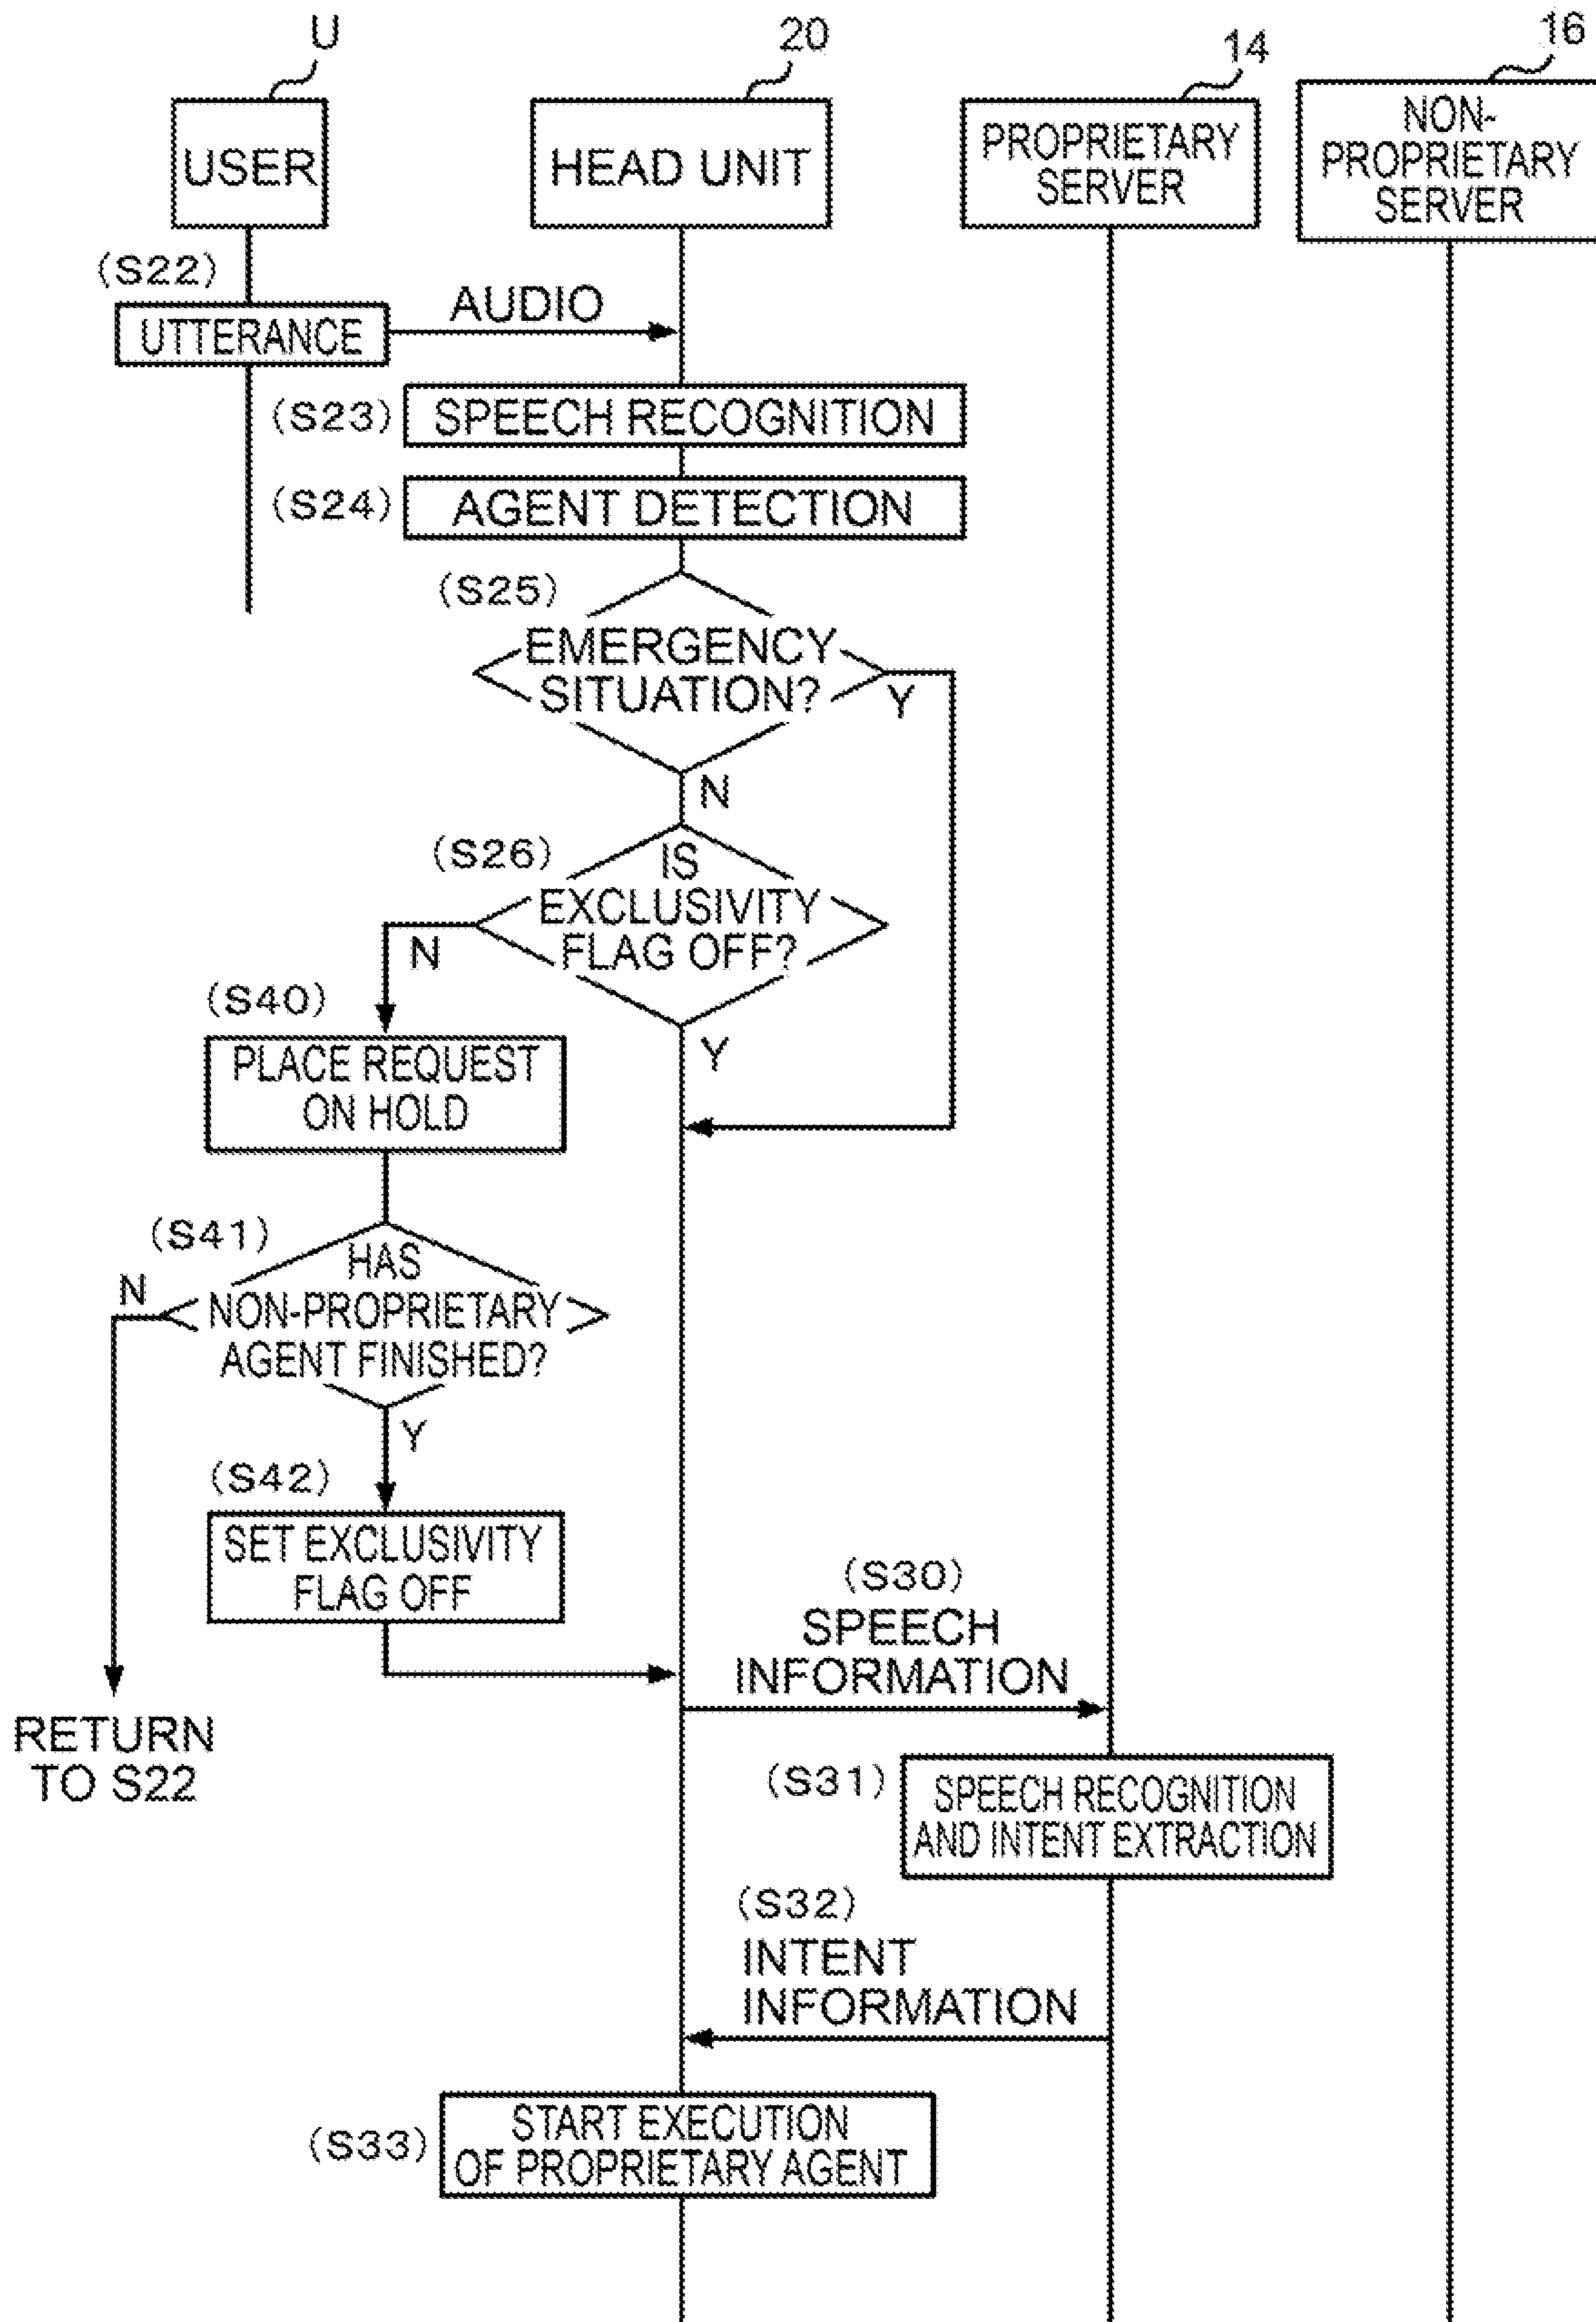 U
20
14
16
USER
HEAD UNIT
PROPRIETARY
SERVER
NON-
PROPRIETARY
SERVER
(S22)
UTTERANCE
AUDIO
(S23)
SPEECH RECOGNITION
(S24)
AGENT DETECTION
(S25)
EMERGENCY
SITUATION?
Y
N
(S26)
IS
EXCLUSIVITY
FLAG OFF?
N
Y
(S40)
PLACE REQUEST
ON HOLD
(S41)
HAS
NON-PROPRIETARY
AGENT FINISHED?
N
Y
(S42)
SET EXCLUSIVITY
FLAG OFF
RETURN
TO S22
(S30)
SPEECH
INFORMATION
(S31)
SPEECH RECOGNITION
AND INTENT EXTRACTION
(S32)
INTENT
INFORMATION
(S33)
START EXECUTION
OF PROPRIETARY AGENT